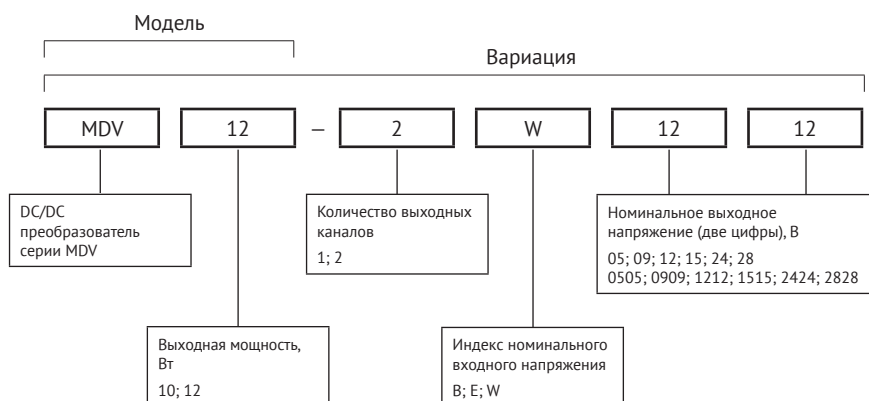 Модель
Вариация
MDV 12 – 2 W 12 12
DC/DC
преобразователь
серии MDV
Количество выходных
каналов
1; 2
Номинальное выходное
напряжение (две цифры), В
05; 09; 12; 15; 24; 28
0505; 0909; 1212; 1515; 2424; 2828
Выходная мощность,
Вт
10; 12
Индекс номинального
входного напряжения
B; E; W